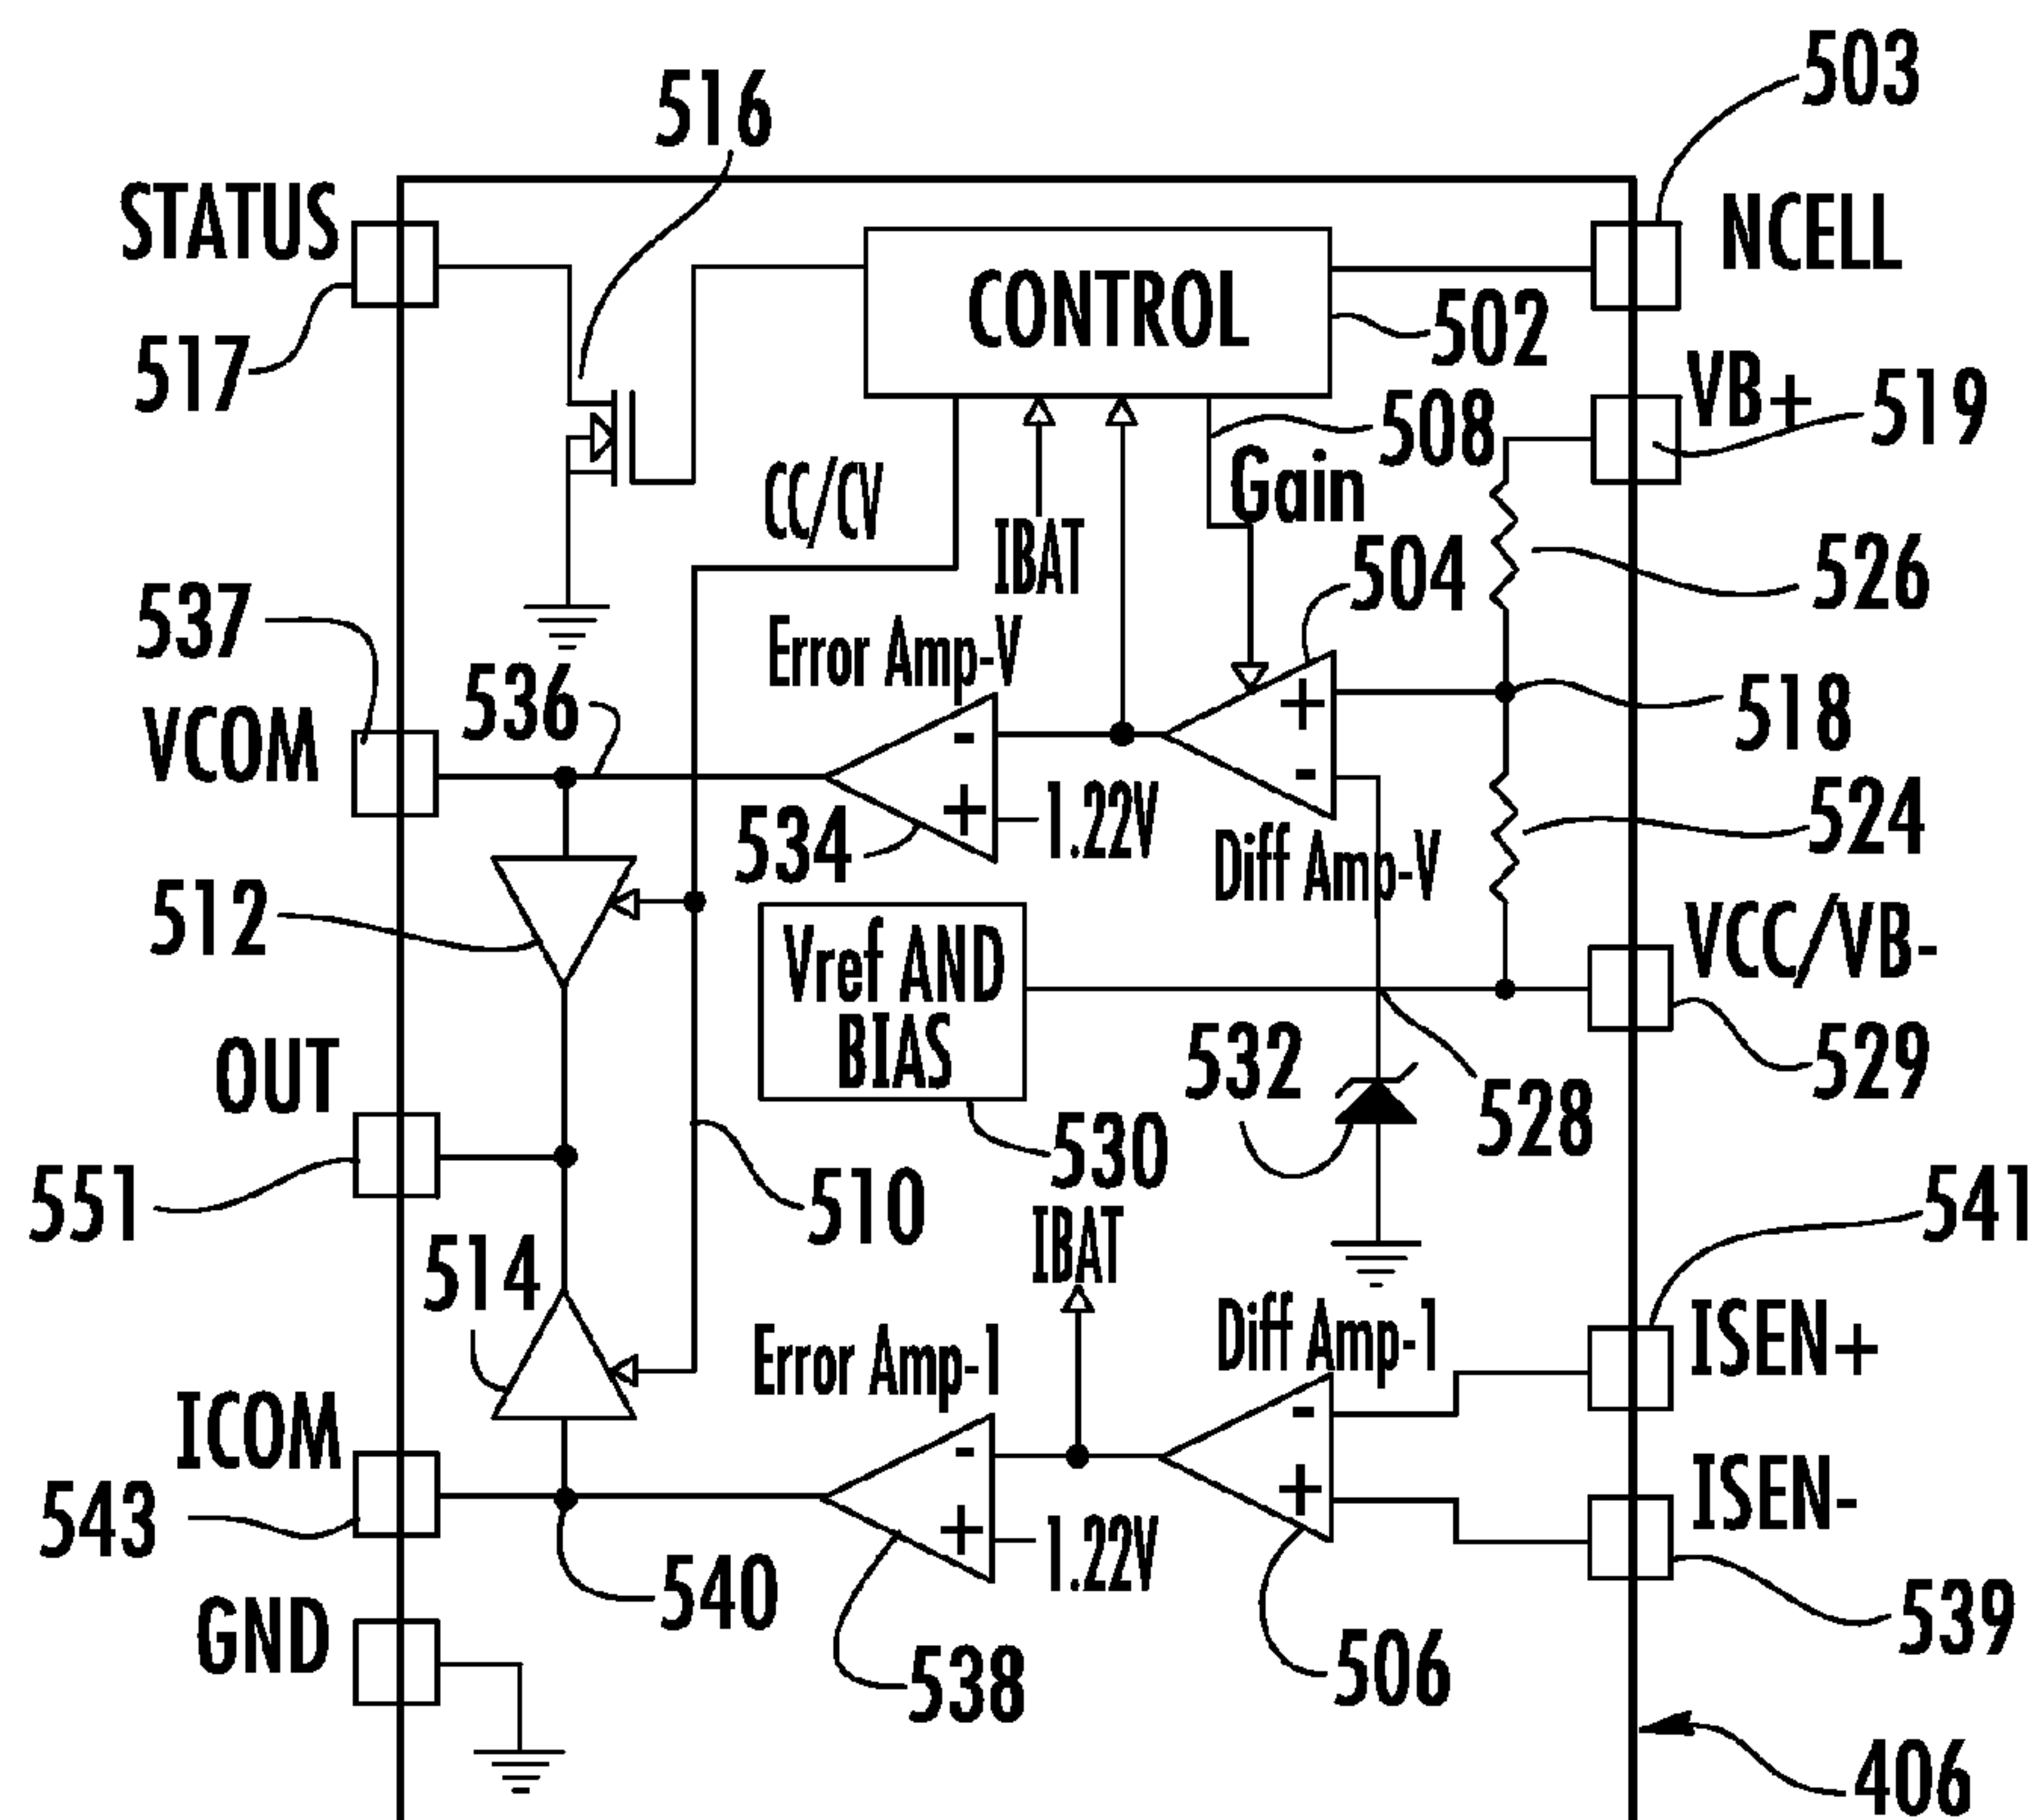 503
516
STATUS
NCELL
CONTROL
502
517
VB+
519
508
Gain
CC/CV
IBAT
504
526
537
Error Amp-V
536
518
VCOM
534
1.22V
524
Diff Amp-V
512
VCC/VB-
Vref AND
BIAS
532
OUT
528
529
530
551
510
541
IBAT
514
Diff Amp-1
ISEN+
Error Amp-1
ICOM
ISEN-
543
1.22V
540
539
GND
538
506
406